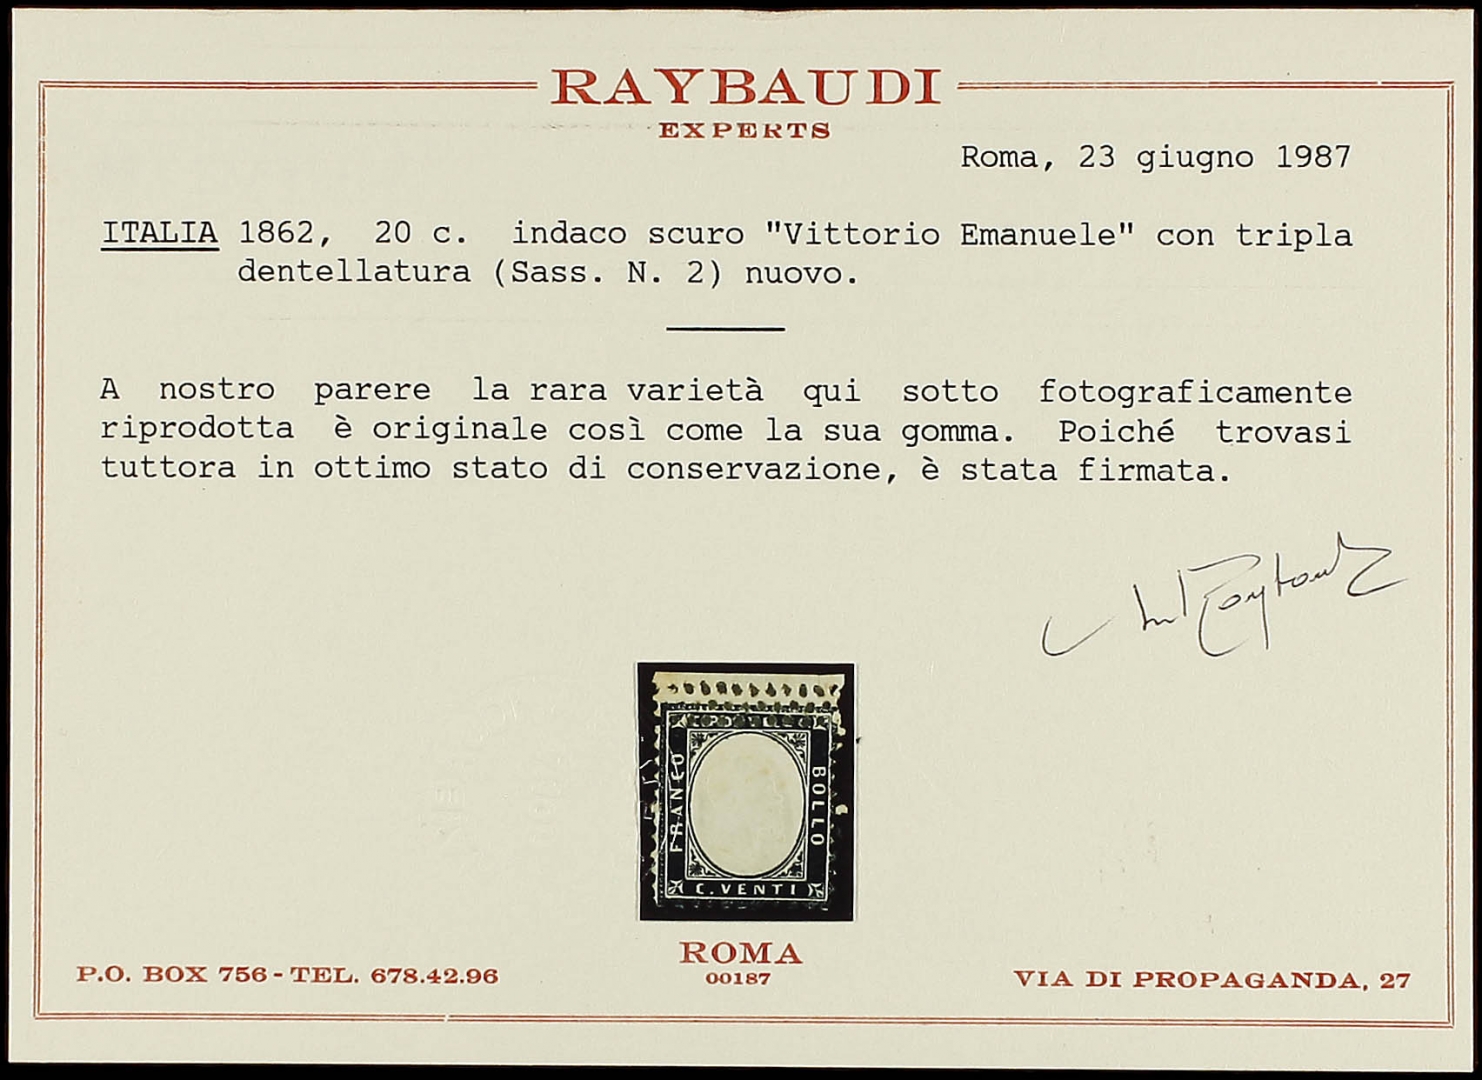 RAYBAUDI
EXPERTS
Roma, 23 giugno 1987
ITALIA 1862, 20 c. indaco scuro "Vittorio Emanuele" con tripla
dentellatura (Sass. N. 2) nuovo.
A nostro parere la rara varietà qui sotto fotograficamente
riprodotta è originale così come la sua gomma. Poiché trovasi
tuttora in ottimo stato di conservazione, è stata firmata.
FRANCO
BOLLO
C. VENTI
ROMA
00187
P.O. BOX 756 - TEL. 678.42.96
VIA DI PROPAGANDA, 27